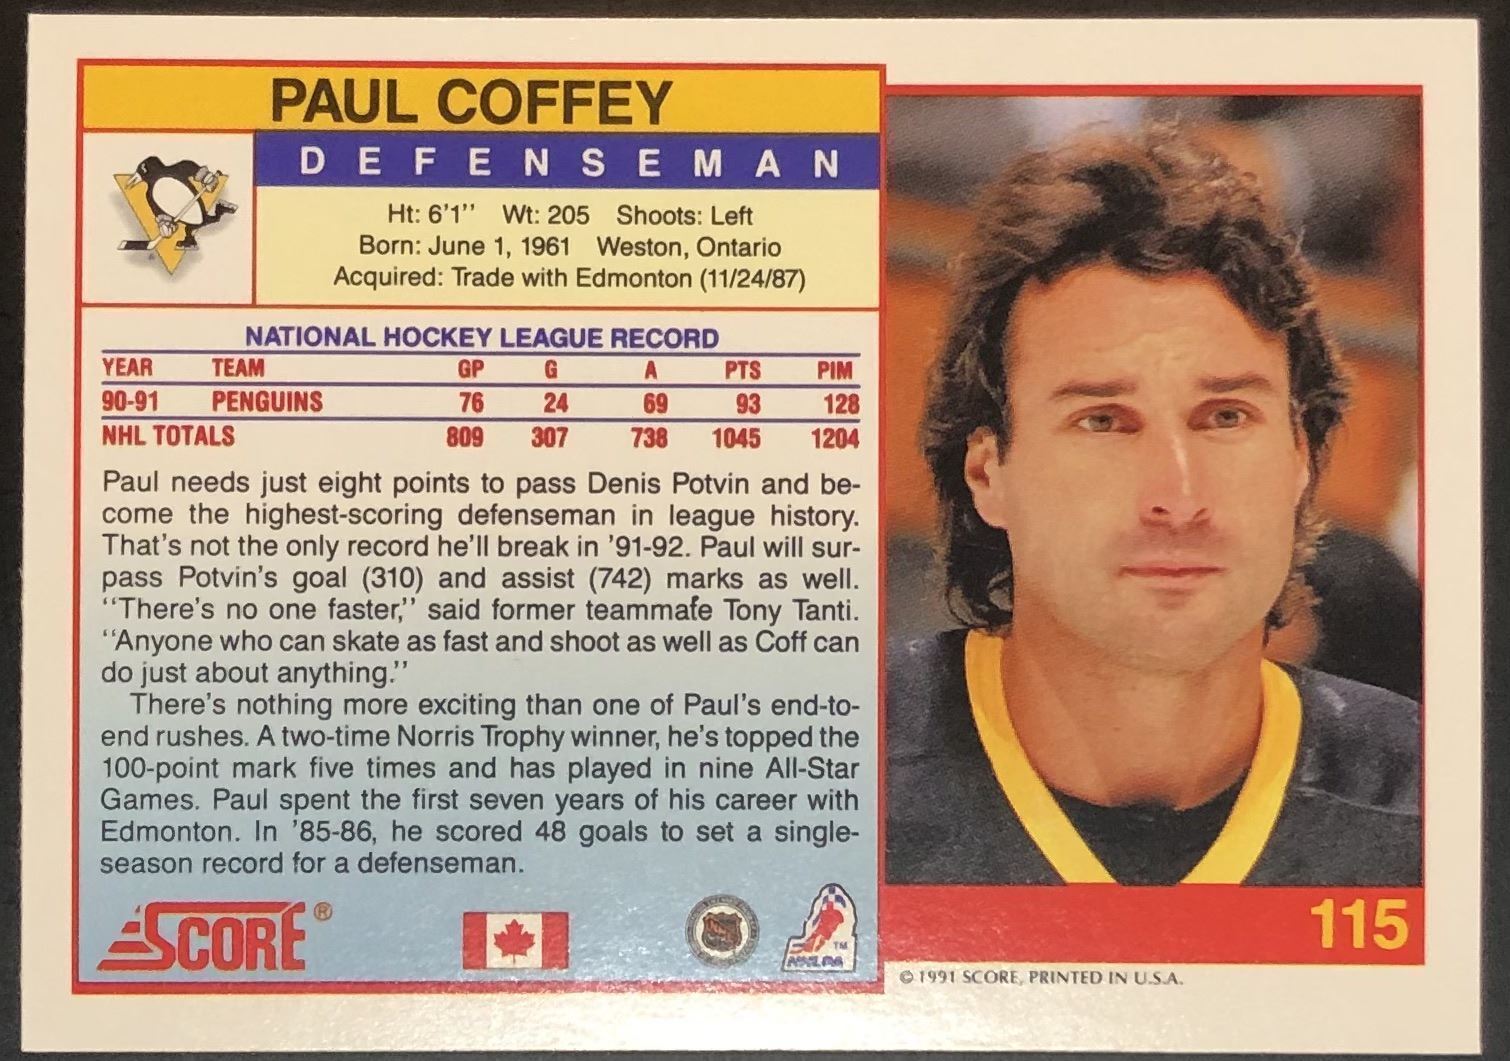 PAUL COFFEY
DEFENSEMAN
Ht: 6'1'' Wt: 205 Shoots: Left
Born: June 1, 1961 Weston, Ontario
Acquired: Trade with Edmonton (11/24/87)
NATIONAL HOCKEY LEAGUE RECORD
YEAR TEAM GP G A PTS PIM
90-91 PENGUINS 76 24 69 93 128
NHL TOTALS 809 307 738 1045 1204
Paul needs just eight points to pass Denis Potvin and be-
come the highest-scoring defenseman in league history.
That's not the only record he'll break in '91-92. Paul will sur-
pass Potvin's goal (310) and assist (742) marks as well.
"There's no one faster," said former teammate Tony Tanti.
"Anyone who can skate as fast and shoot as well as Coff can
do just about anything."
There's nothing more exciting than one of Paul's end-to-
end rushes. A two-time Norris Trophy winner, he's topped the
100-point mark five times and has played in nine All-Star
Games. Paul spent the first seven years of his career with
Edmonton. In '85-86, he scored 48 goals to set a single-
season record for a defenseman.
SCORE®
NHL
TM
NHLPA
115
© 1991 SCORE, PRINTED IN U.S.A.